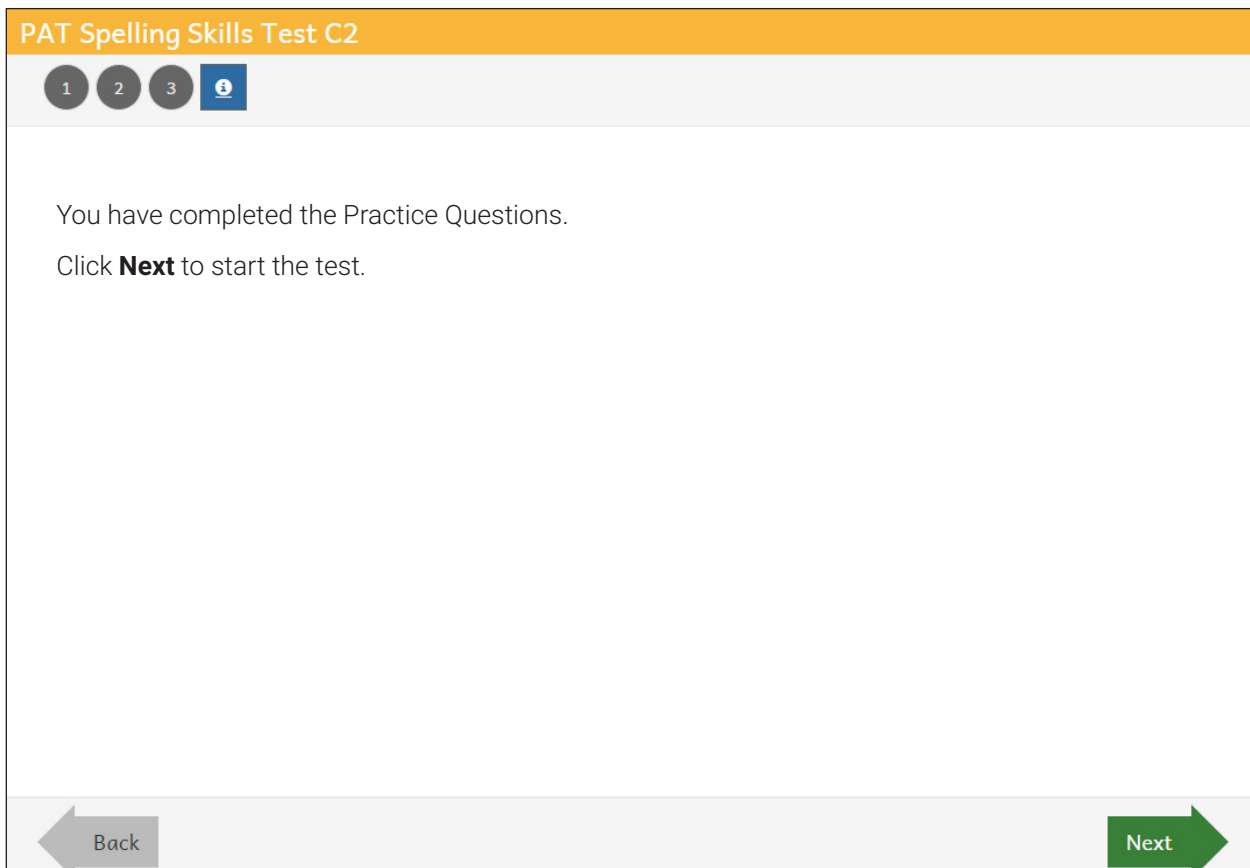 PAT Spelling Skills Test C2
1 2 3 i
You have completed the Practice Questions.
Click Next to start the test.
Back Next